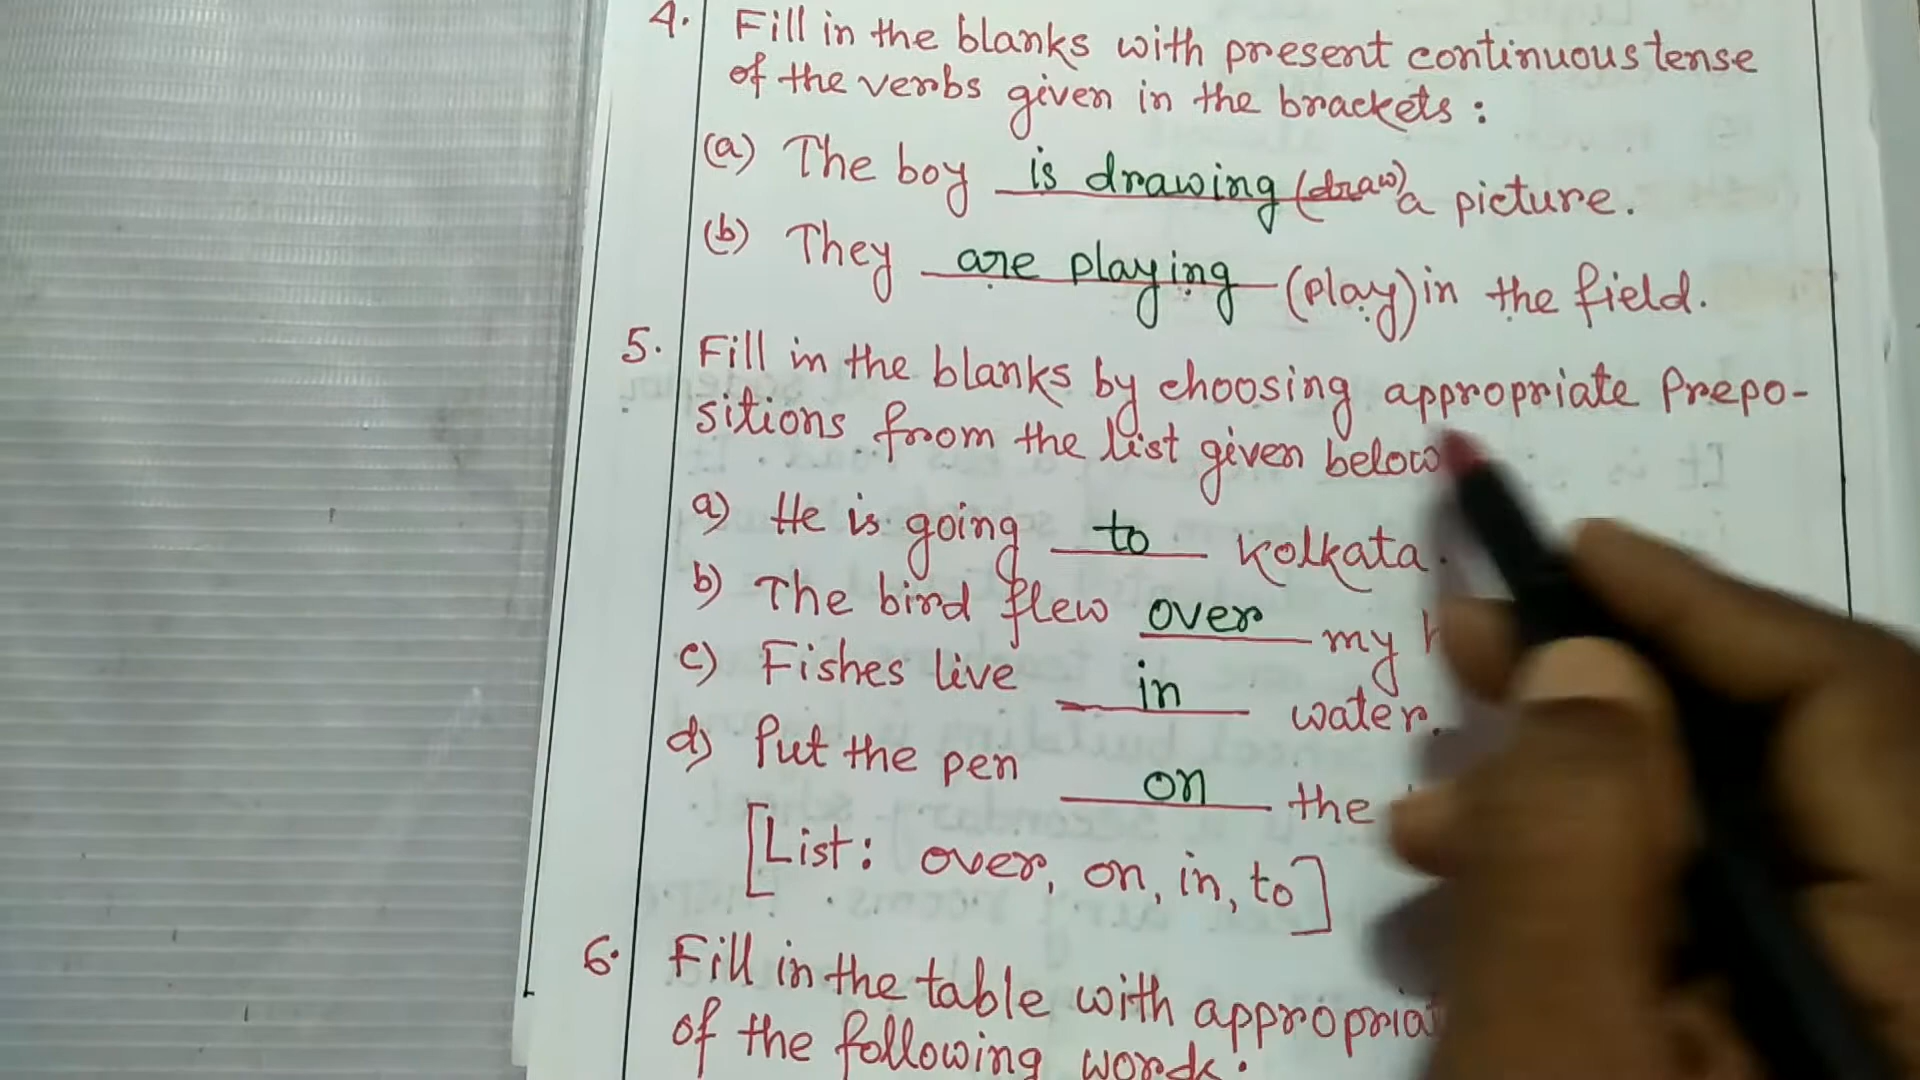 4. Fill in the blanks with present continuous tense
of the verbs given in the brackets :
(a) The boy is drawing (draw) a picture.
(b) They are playing (play) in the field.
5. Fill in the blanks by choosing appropriate Prepo-
sitions from the list given below
a) He is going to Kolkata.
b) The bird flew over my
c) Fishes live in water.
d) Put the pen on the
[List: over, on, in, to]
6. Fill in the table with
of the following words: